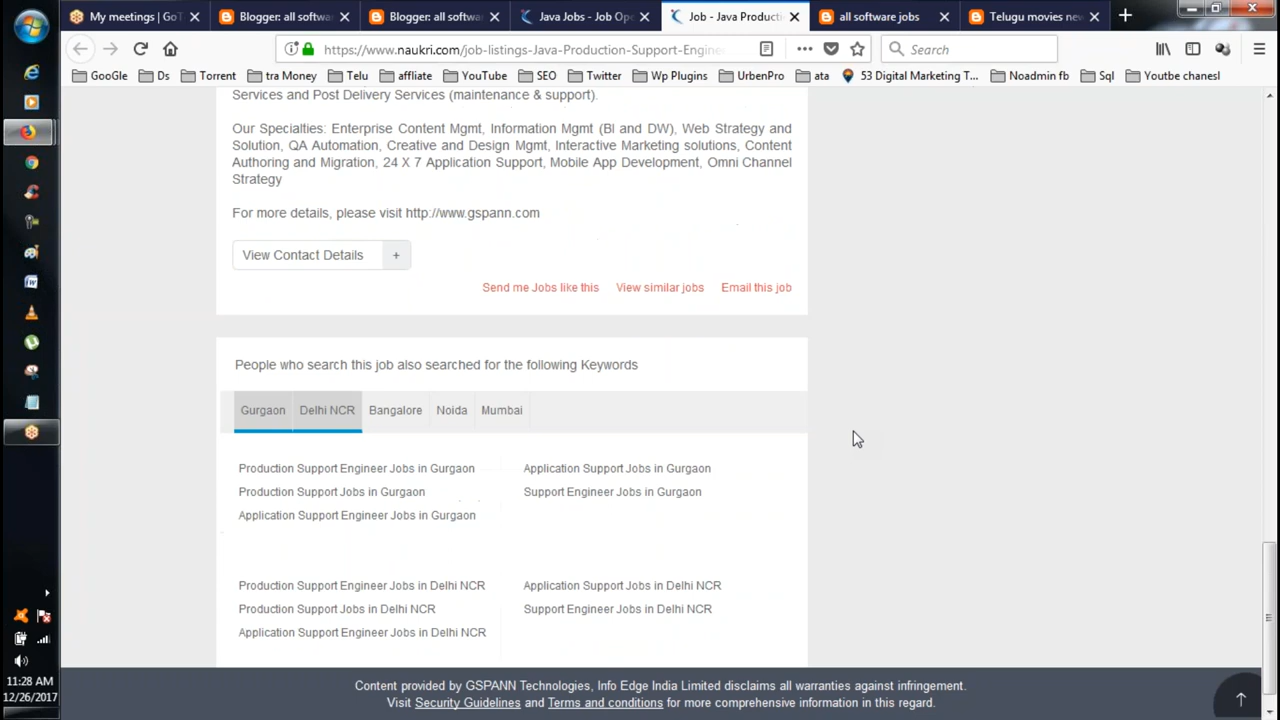 My meetings | GoT
Blogger: all softwa
Blogger: all softwa
Java Jobs - Job Op
Job - Java Producti
all software jobs
Telugu movies ne
https://www.naukri.com/job-listings-Java-Production-Support-Engine
Search
GooGle
Ds
Torrent
tra Money
Telu
affliate
YouTube
SEO
Twitter
Wp Plugins
UrbenPro
ata
53 Digital Marketing T...
Noadmin fb
Sql
Youtbe chanesl
Services and Post Delivery Services (maintenance & support).
Our Specialties: Enterprise Content Mgmt, Information Mgmt (BI and DW), Web Strategy and
Solution, QA Automation, Creative and Design Mgmt, Interactive Marketing solutions, Content
Authoring and Migration, 24 X 7 Application Support, Mobile App Development, Omni Channel
Strategy
For more details, please visit http://www.gspann.com
View Contact Details +
Send me Jobs like this
View similar jobs
Email this job
People who search this job also searched for the following Keywords
Gurgaon
Delhi NCR
Bangalore
Noida
Mumbai
Production Support Engineer Jobs in Gurgaon
Application Support Jobs in Gurgaon
Production Support Jobs in Gurgaon
Support Engineer Jobs in Gurgaon
Application Support Engineer Jobs in Gurgaon
Production Support Engineer Jobs in Delhi NCR
Application Support Jobs in Delhi NCR
Production Support Jobs in Delhi NCR
Support Engineer Jobs in Delhi NCR
Application Support Engineer Jobs in Delhi NCR
Content provided by GSPANN Technologies, Info Edge India Limited disclaims all warranties against infringement.
Visit Security Guidelines and Terms and conditions for more comprehensive information in this regard.
11:28 AM
12/26/2017